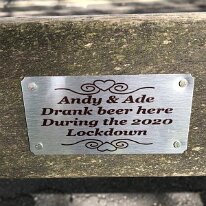 Andy & Ade
Drank beer here
During the 2020
Lockdown